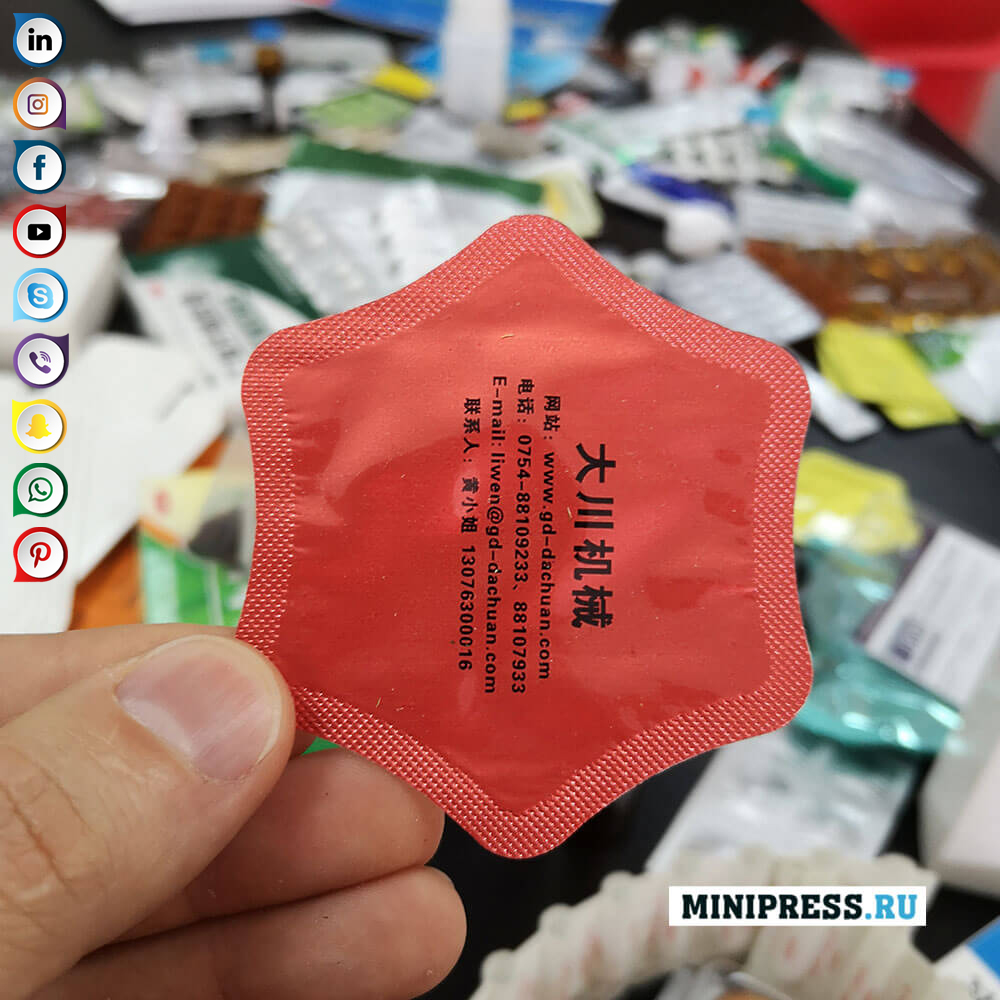 大川机械
网站：www.gd-dachuan.com
电话：0754-88109233、88107933
E-mail:liwen@gd-dachuan.com
联系人：黄小姐 13076300016
MINIPRESS.RU
in